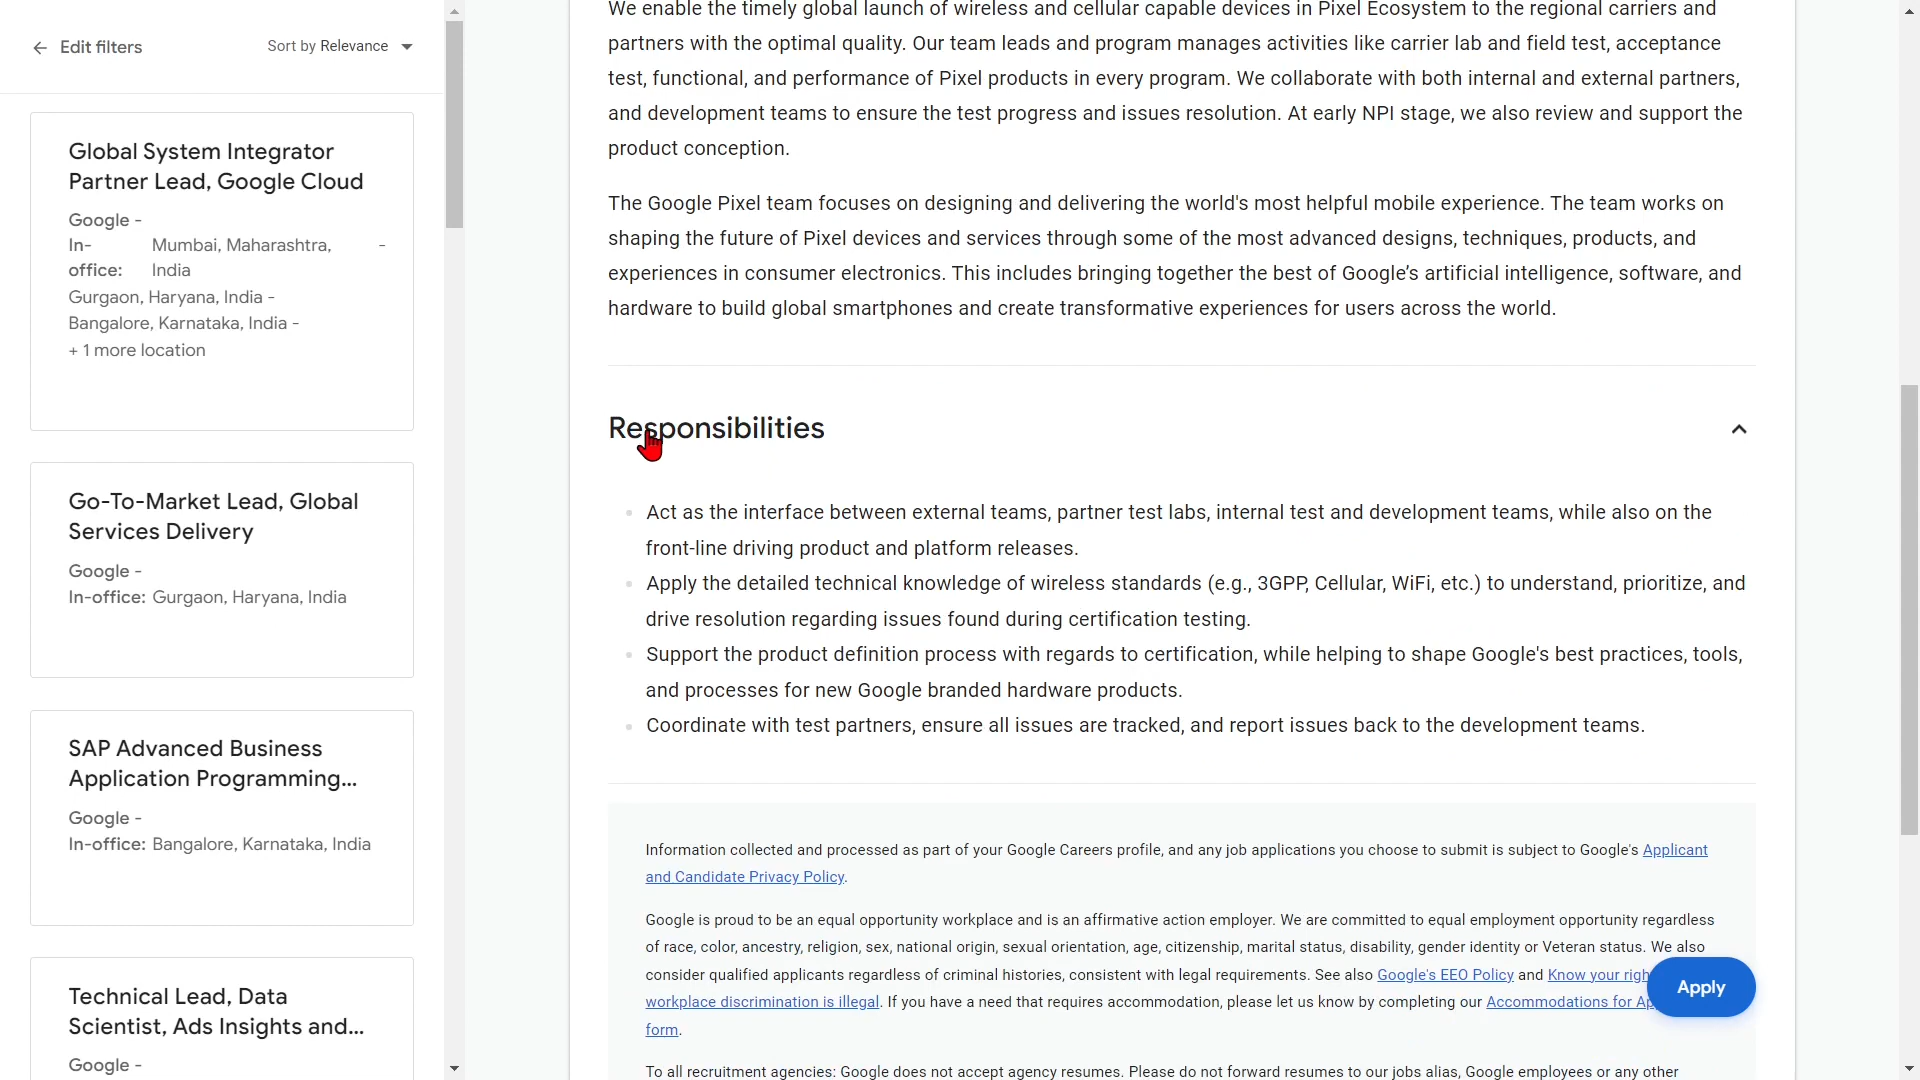 Edit filters
Sort by Relevance
Global System Integrator
Partner Lead, Google Cloud
Google -
In-office: Mumbai, Maharashtra, India -
Gurgaon, Haryana, India -
Bangalore, Karnataka, India -
+ 1 more location
Go-To-Market Lead, Global
Services Delivery
Google -
In-office: Gurgaon, Haryana, India
SAP Advanced Business
Application Programming...
Google -
In-office: Bangalore, Karnataka, India
Technical Lead, Data
Scientist, Ads Insights and...
Google -
We enable the timely global launch of wireless and cellular capable devices in Pixel Ecosystem to the regional carriers and
partners with the optimal quality. Our team leads and program manages activities like carrier lab and field test, acceptance
test, functional, and performance of Pixel products in every program. We collaborate with both internal and external partners,
and development teams to ensure the test progress and issues resolution. At early NPI stage, we also review and support the
product conception.
The Google Pixel team focuses on designing and delivering the world's most helpful mobile experience. The team works on
shaping the future of Pixel devices and services through some of the most advanced designs, techniques, products, and
experiences in consumer electronics. This includes bringing together the best of Google’s artificial intelligence, software, and
hardware to build global smartphones and create transformative experiences for users across the world.
Responsibilities
Act as the interface between external teams, partner test labs, internal test and development teams, while also on the
front-line driving product and platform releases.
Apply the detailed technical knowledge of wireless standards (e.g., 3GPP, Cellular, WiFi, etc.) to understand, prioritize, and
drive resolution regarding issues found during certification testing.
Support the product definition process with regards to certification, while helping to shape Google's best practices, tools,
and processes for new Google branded hardware products.
Coordinate with test partners, ensure all issues are tracked, and report issues back to the development teams.
Information collected and processed as part of your Google Careers profile, and any job applications you choose to submit is subject to Google's Applicant
and Candidate Privacy Policy.
Google is proud to be an equal opportunity workplace and is an affirmative action employer. We are committed to equal employment opportunity regardless
of race, color, ancestry, religion, sex, national origin, sexual orientation, age, citizenship, marital status, disability, gender identity or Veteran status. We also
consider qualified applicants regardless of criminal histories, consistent with legal requirements. See also Google's EEO Policy and Know your
workplace discrimination is illegal. If you have a need that requires accommodation, please let us know by completing our Accommodations for
form.
Apply
To all recruitment agencies: Google does not accept agency resumes. Please do not forward resumes to our jobs alias, Google employees or any other